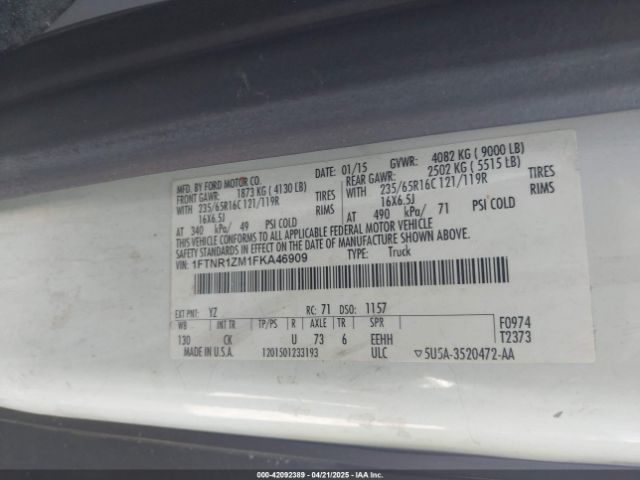 MFD. BY FORD MOTOR CO.
DATE: 01/15 GVWR: 4082 KG ( 9000 LB)
FRONT GAWR: 1873 KG ( 4130 LB) REAR GAWR: 2502 KG ( 5515 LB)
WITH 235/65R16C 121/119R TIRES WITH 235/65R16C 121/119R TIRES
16X6.5J RIMS 16X6.5J RIMS
AT 340 kPa/ 49 PSI COLD AT 490 kPa/ 71 PSI COLD
THIS VEHICLE CONFORMS TO ALL APPLICABLE FEDERAL MOTOR VEHICLE
SAFETY STANDARDS IN EFFECT ON THE DATE OF MANUFACTURE SHOWN ABOVE.
VIN: 1FTNR1ZM1FKA46909 TYPE: Truck
EXT PNT: YZ RC: 71 DSO: 1157
WB INT TR TP/PS R AXLE TR SPR F0974
130 CK U 73 6 EEHH T2373
MADE IN U.S.A. 1201501233193 ULC ▽5U5A-3520472-AA
000-42092389 - 04/21/2025 - IAAI.COM